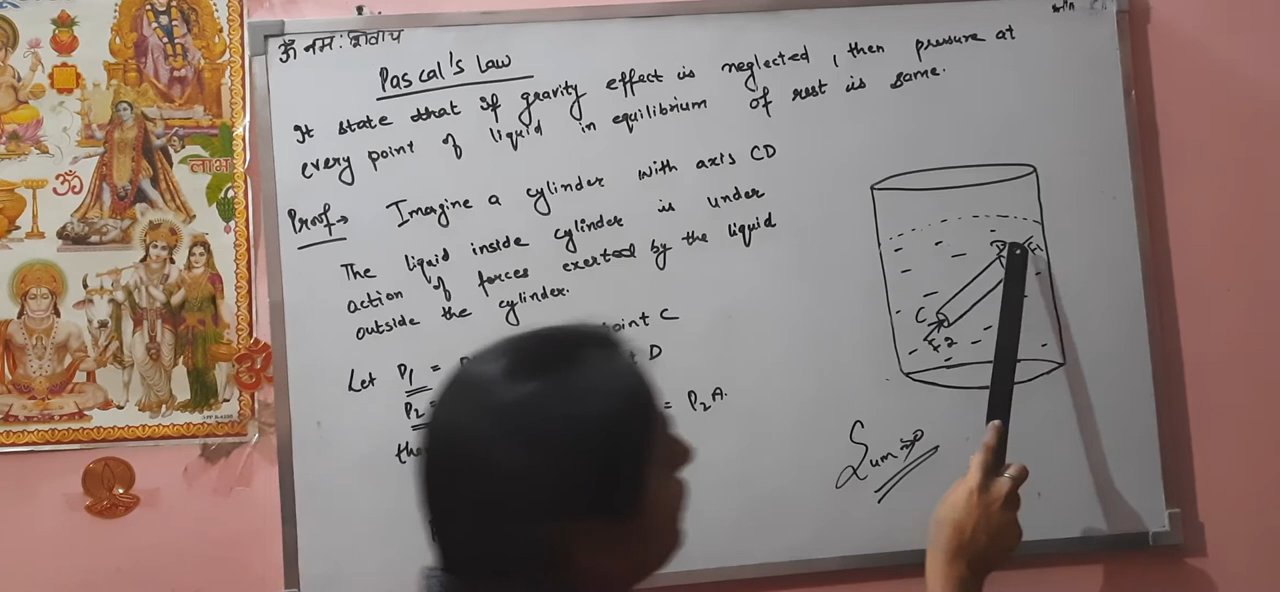 ॐ नमः शिवाय
Pascal's Law
It state that if gravity effect is neglected, then pressure at
every point of liquid in equilibrium of rest is same.
Proof→ Imagine a cylinder with axis CD
The liquid inside cylinder is under
action of forces exerted by the liquid
outside the cylinder.
Let P1 = point C
P2 = D
= P2A.
लाभ
ॐ
C
F2